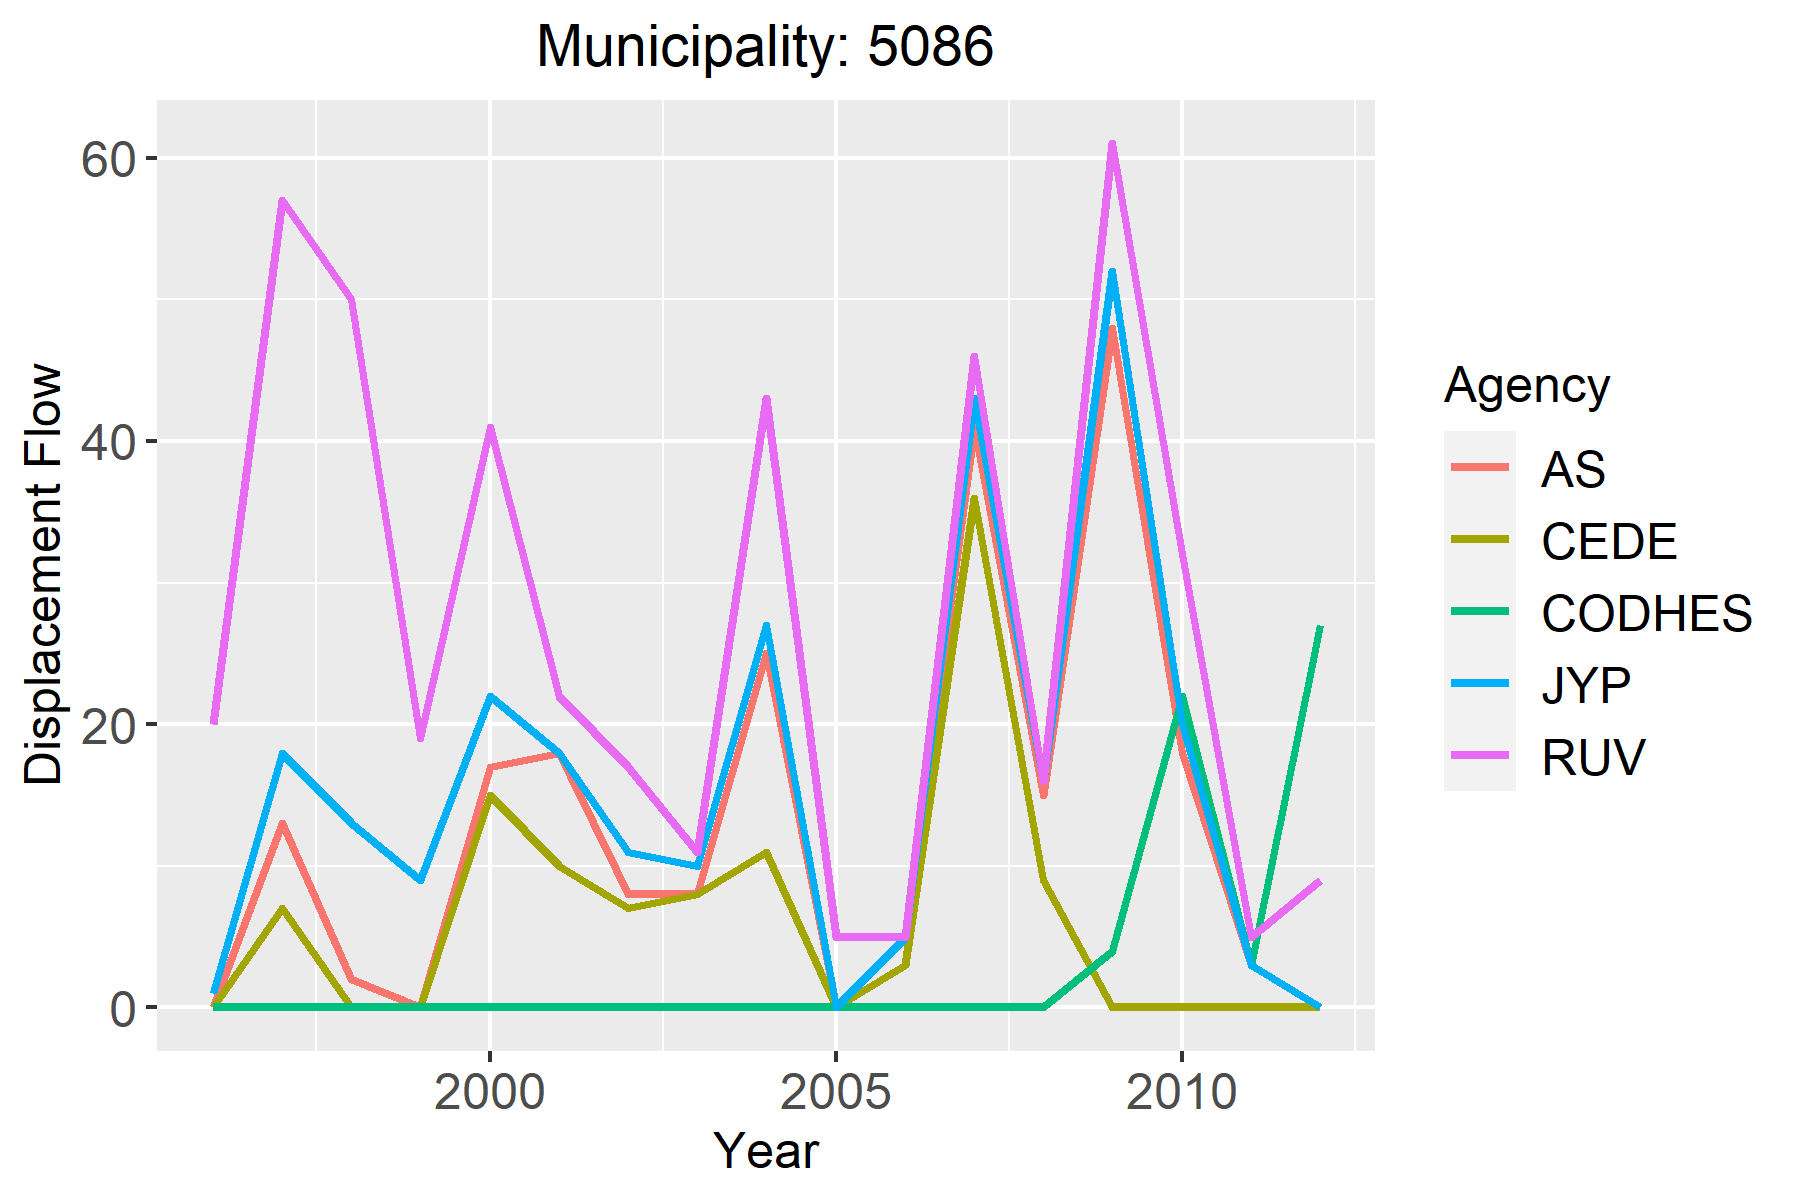 Municipality: 5086
Displacement Flow
60
40
20
0
2000 2005 2010
Year
Agency
AS
CEDE
CODHES
JYP
RUV